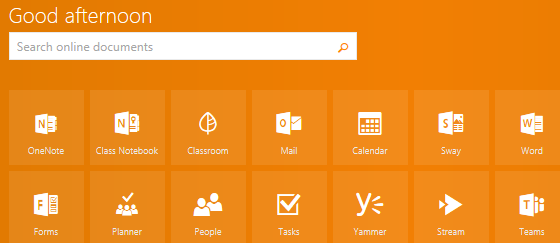 Good afternoon
Search online documents
OneNote Class Notebook Classroom Mail Calendar Sway Word
Forms Planner People Tasks Yammer Stream Teams